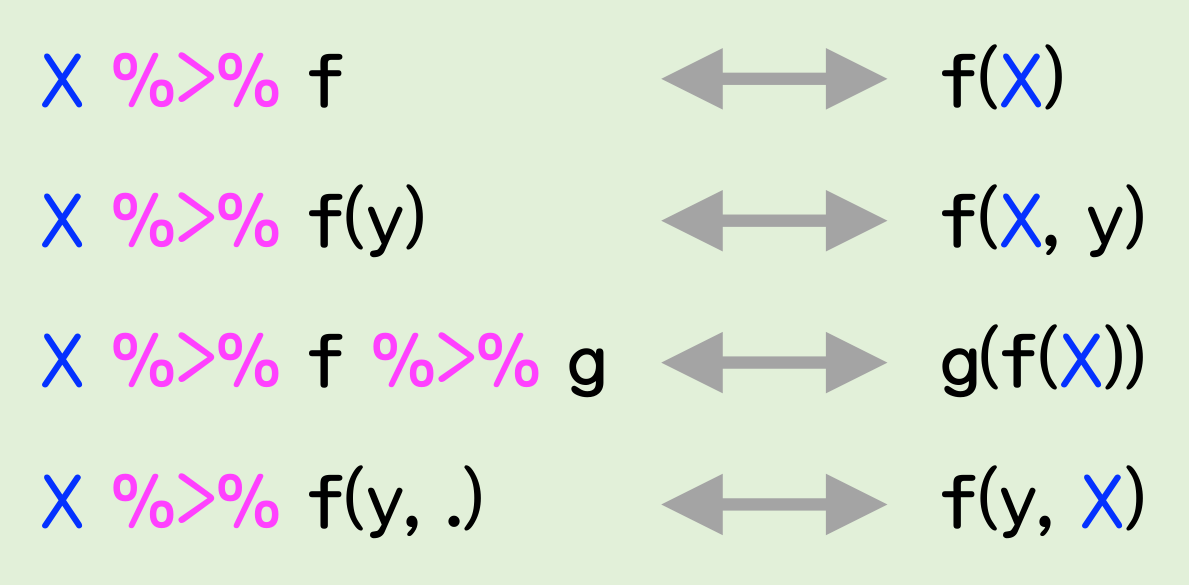 X %>% f f(X)
X %>% f(y) f(X, y)
X %>% f %>% g g(f(X))
X %>% f(y, .) f(y, X)